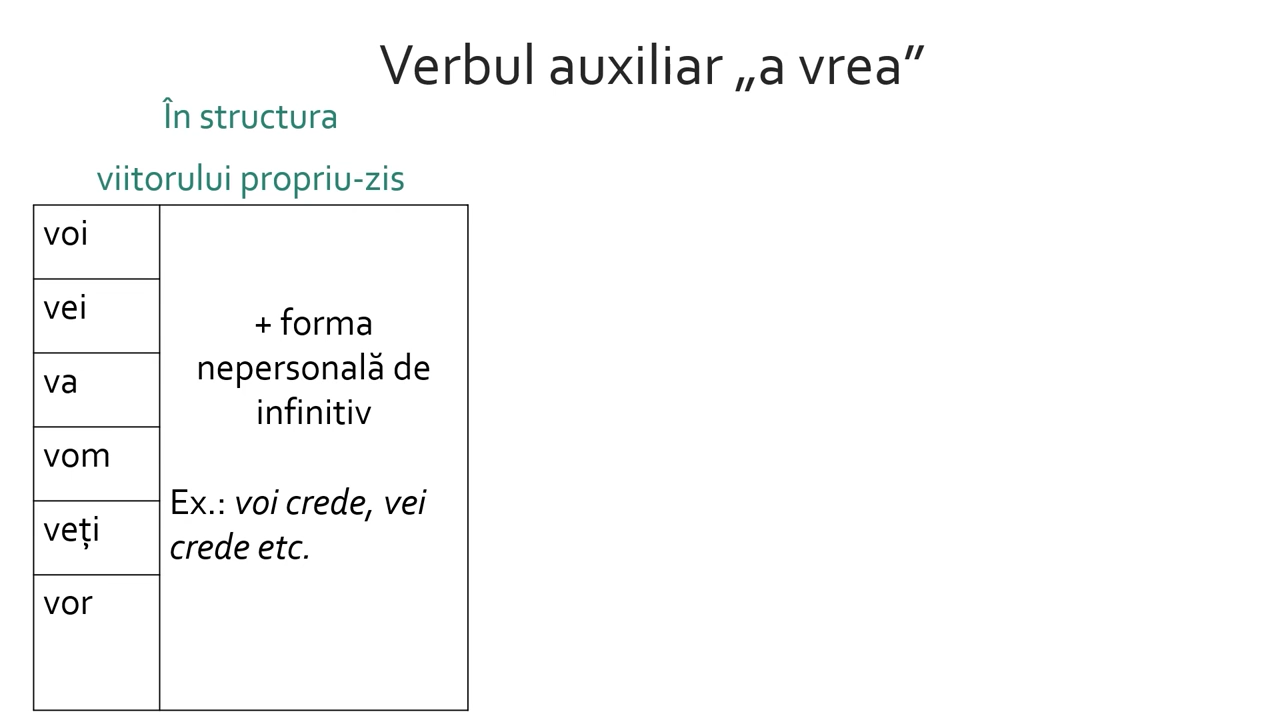 Verbul auxiliar „a vrea”
În structura
viitorului propriu-zis
voi
vei
va
vom
veți
vor
+ forma
nepersonală de
infinitiv
Ex.: voi crede, vei
crede etc.